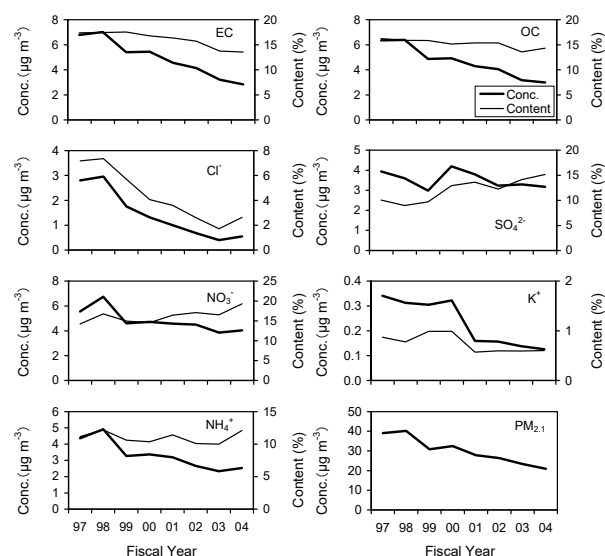 EC
Conc. (μg m⁻³)
8
6
4
2
0
Content (%)
20
15
10
5
0
OC
Conc. (μg m⁻³)
8
6
4
2
0
Content (%)
20
15
10
5
0
Conc.
Content
Cl⁻
Conc. (μg m⁻³)
4
3
2
1
0
Content (%)
8
6
4
2
0
SO₄²⁻
Conc. (μg m⁻³)
5
4
3
2
1
0
Content (%)
20
15
10
5
0
NO₃⁻
Conc. (μg m⁻³)
8
6
4
2
0
Content (%)
25
20
15
10
5
0
K⁺
Conc. (μg m⁻³)
0.4
0.3
0.2
0.1
0.0
Content (%)
2
1
0
NH₄⁺
Conc. (μg m⁻³)
6
5
4
3
2
1
0
Content (%)
15
10
5
0
97 98 99 00 01 02 03 04
Fiscal Year
PM₂.₁
Conc. (μg m⁻³)
50
40
30
20
10
0
97 98 99 00 01 02 03 04
Fiscal Year